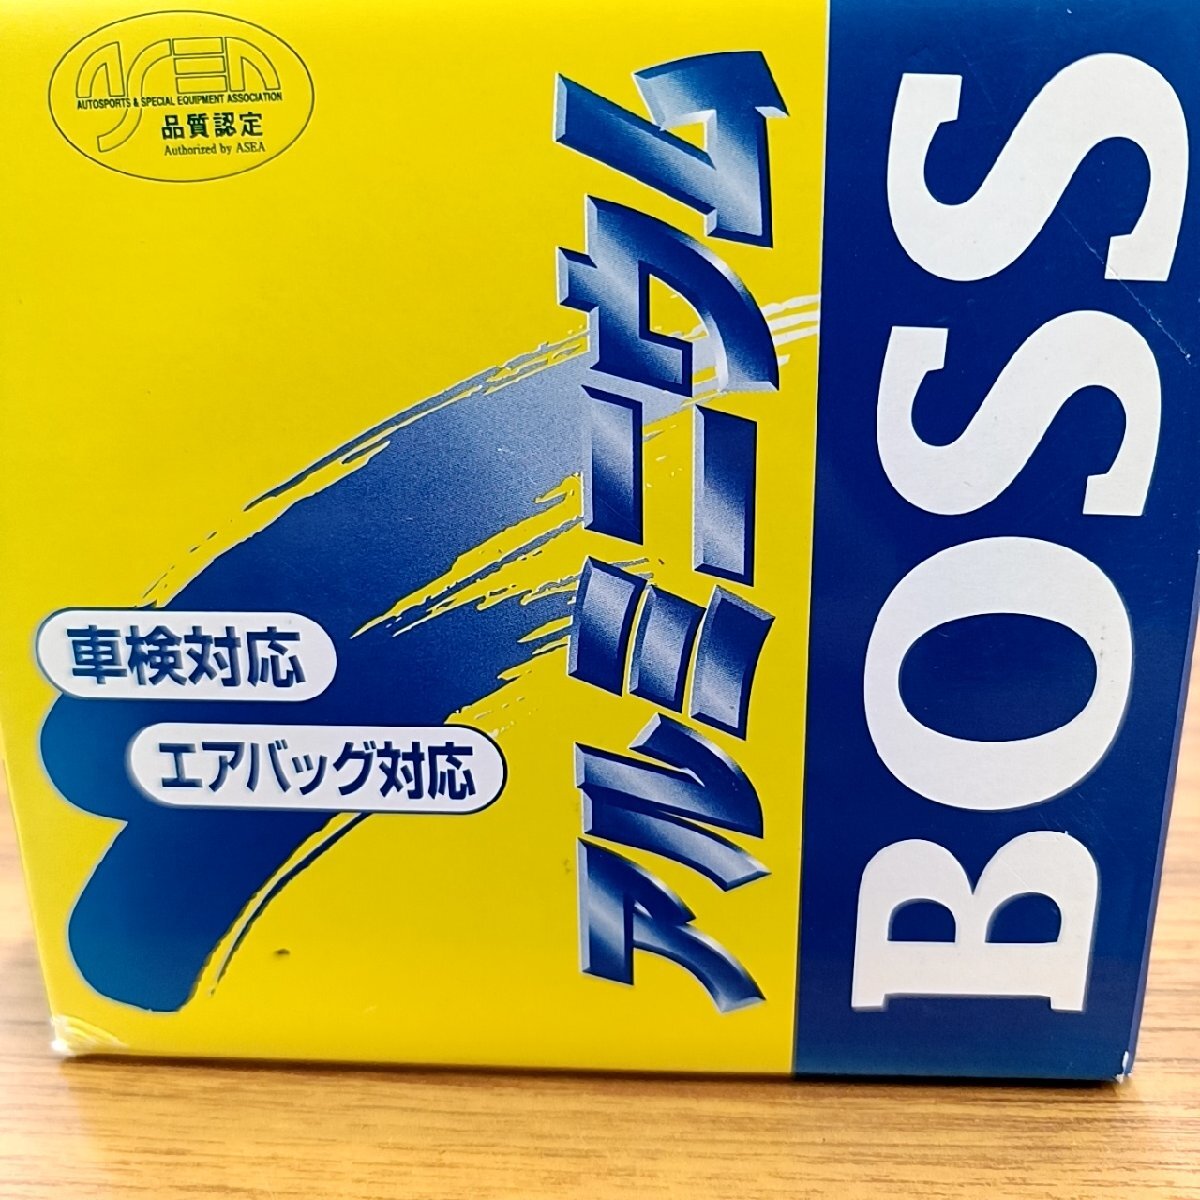 ASEA
AUTOSPORTS & SPECIAL EQUIPMENT ASSOCIATION
品質認定
Authorized by ASEA
アルミニウム
BOSS
車検対応
エアバッグ対応